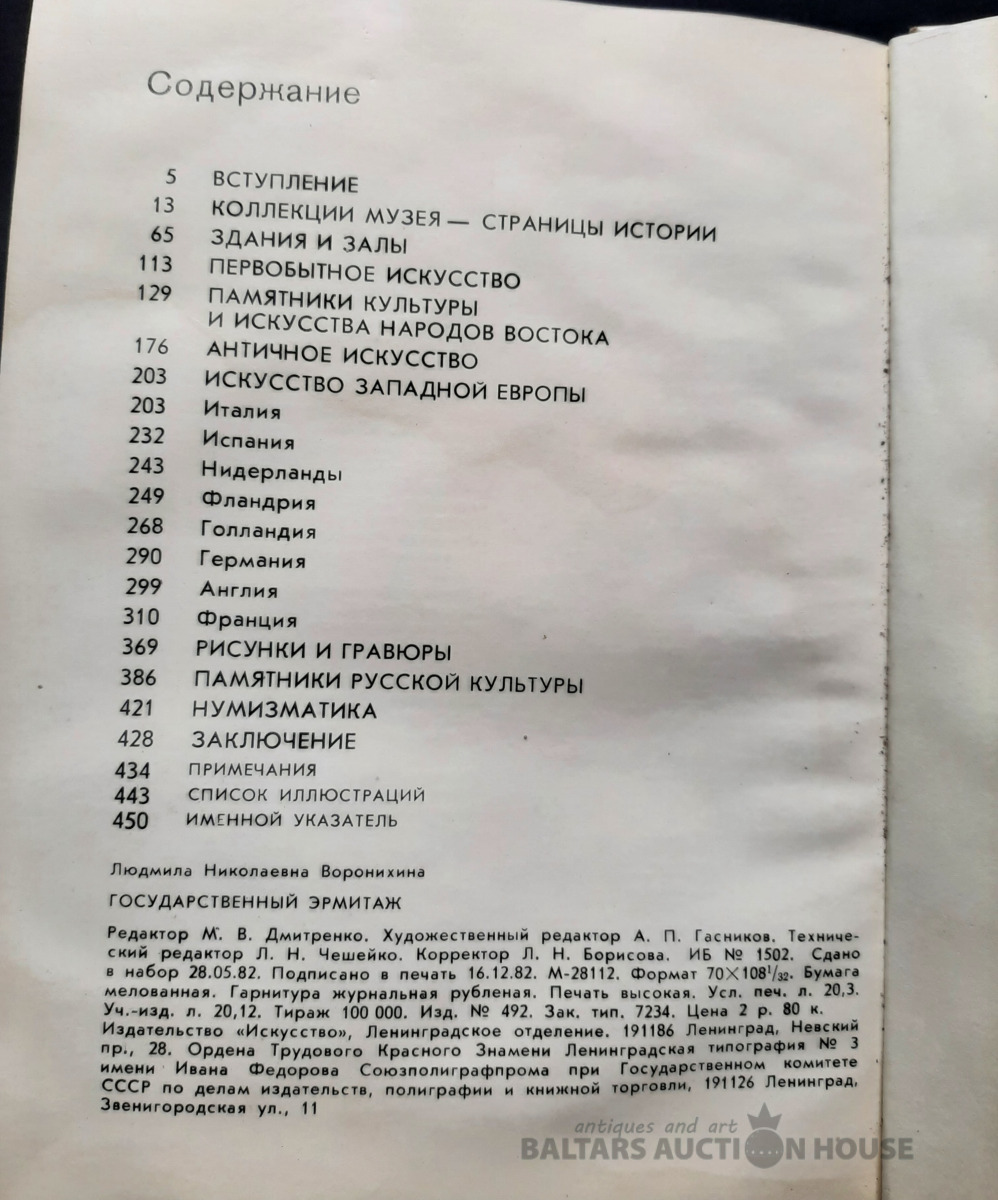 Содержание
5 ВСТУПЛЕНИЕ
13 КОЛЛЕКЦИИ МУЗЕЯ — СТРАНИЦЫ ИСТОРИИ
65 ЗДАНИЯ И ЗАЛЫ
113 ПЕРВОБЫТНОЕ ИСКУССТВО
129 ПАМЯТНИКИ КУЛЬТУРЫ
И ИСКУССТВА НАРОДОВ ВОСТОКА
176 АНТИЧНОЕ ИСКУССТВО
203 ИСКУССТВО ЗАПАДНОЙ ЕВРОПЫ
203 Италия
232 Испания
243 Нидерланды
249 Фландрия
268 Голландия
290 Германия
299 Англия
310 Франция
369 РИСУНКИ И ГРАВЮРЫ
386 ПАМЯТНИКИ РУССКОЙ КУЛЬТУРЫ
421 НУМИЗМАТИКА
428 ЗАКЛЮЧЕНИЕ
434 ПРИМЕЧАНИЯ
443 СПИСОК ИЛЛЮСТРАЦИЙ
450 ИМЕННОЙ УКАЗАТЕЛЬ
Людмила Николаевна Воронихина
ГОСУДАРСТВЕННЫЙ ЭРМИТАЖ
Редактор М. В. Дмитренко. Художественный редактор А. П. Гасников. Техниче-
ский редактор Л. Н. Чешейко. Корректор Л. Н. Борисова. ИБ № 1502. Сдано
в набор 28.05.82. Подписано в печать 16.12.82. М-28112. Формат 70×108¹/₃₂. Бумага
мелованная. Гарнитура журнальная рубленая. Печать высокая. Усл. печ. л. 20,3.
Уч.-изд. л. 20,12. Тираж 100 000. Изд. № 492. Зак. тип. 7234. Цена 2 р. 80 к.
Издательство «Искусство», Ленинградское отделение. 191186 Ленинград, Невский
пр., 28. Ордена Трудового Красного Знамени Ленинградская типография № 3
имени Ивана Федорова Союзполиграфпрома при Государственном комитете
СССР по делам издательств, полиграфии и книжной торговли, 191126 Ленинград,
Звенигородская ул., 11
antiques and art
BALTARS AUCTION HOUSE